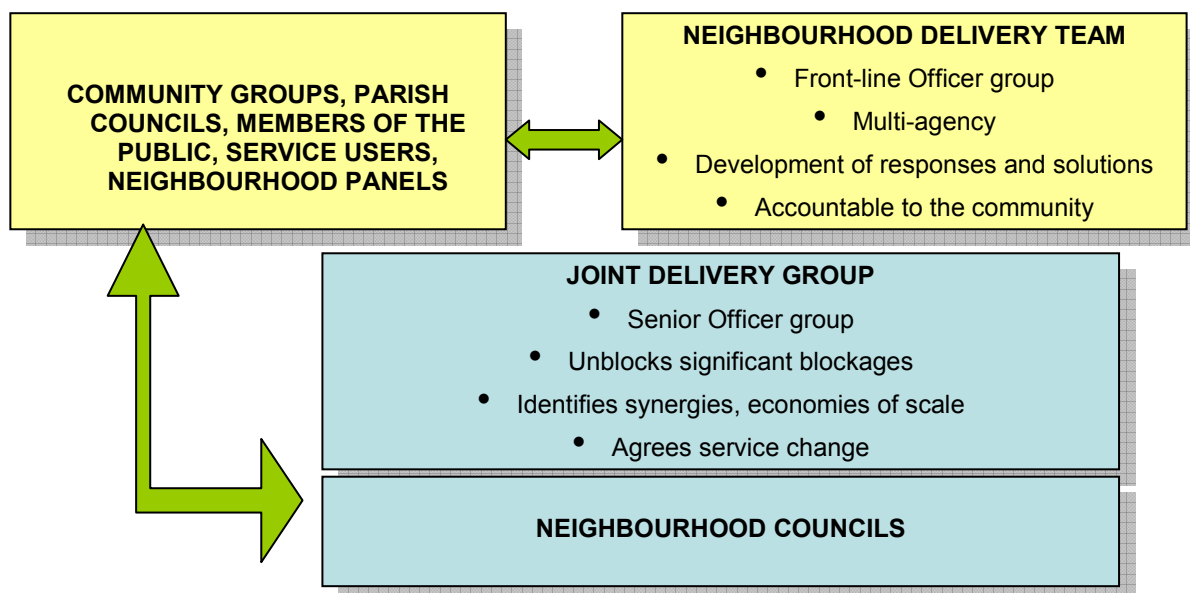 COMMUNITY GROUPS, PARISH
COUNCILS, MEMBERS OF THE
PUBLIC, SERVICE USERS,
NEIGHBOURHOOD PANELS
NEIGHBOURHOOD DELIVERY TEAM
• Front-line Officer group
• Multi-agency
• Development of responses and solutions
• Accountable to the community
JOINT DELIVERY GROUP
• Senior Officer group
• Unblocks significant blockages
• Identifies synergies, economies of scale
• Agrees service change
NEIGHBOURHOOD COUNCILS